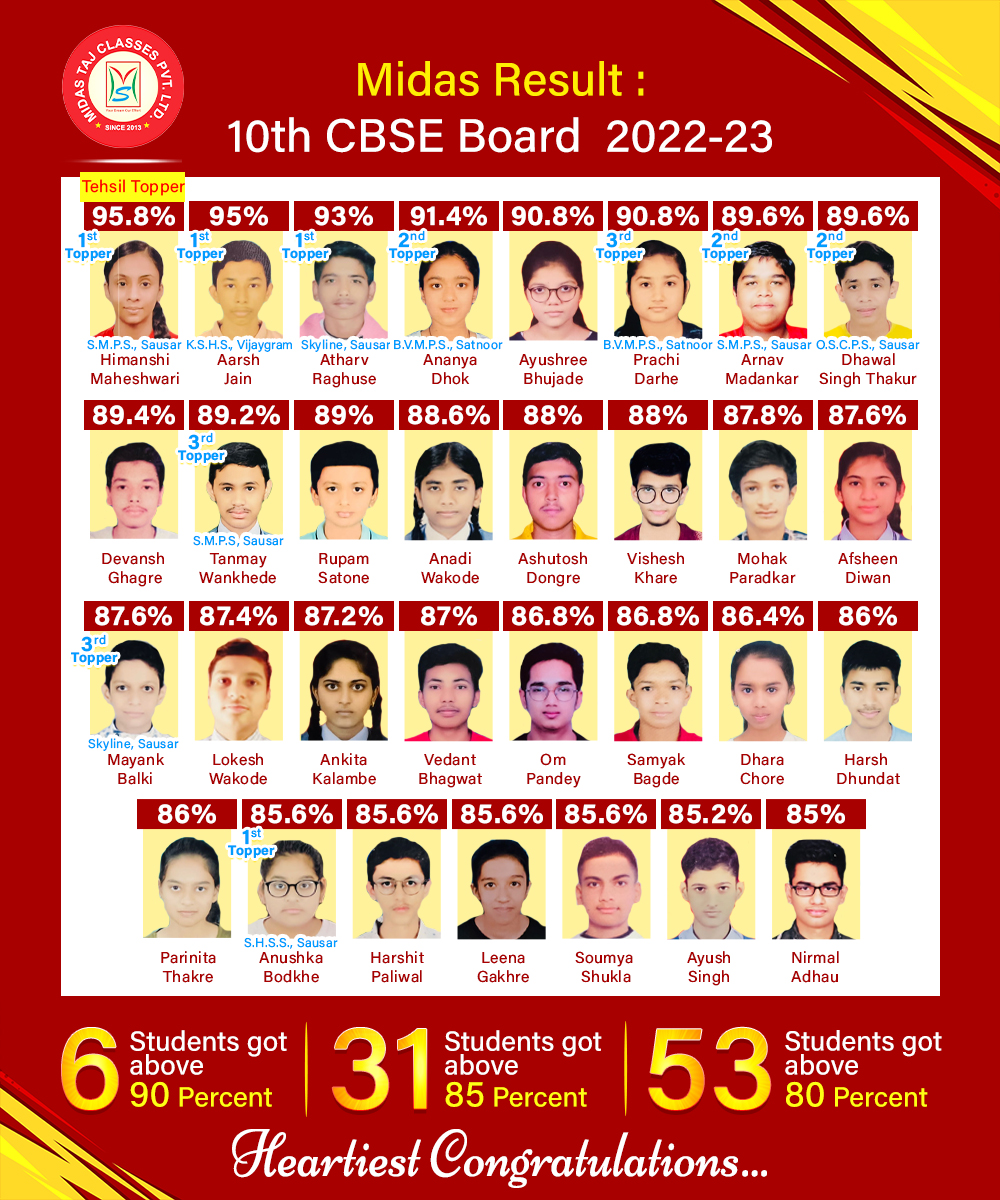 MIDAS TAJ CLASSES PVT. LTD.
SINCE 2013
Midas Result :
10th CBSE Board 2022-23
Tehsil Topper
95.8% 95% 93% 91.4% 90.8% 90.8% 89.6% 89.6%
1st Topper 1st Topper 1st Topper 2nd Topper 3rd Topper 2nd Topper 2nd Topper
S.M.P.S., Sausar K.S.H.S., Vijaygram Skyline, Sausar B.V.M.P.S., Satnoor B.V.M.P.S., Satnoor S.M.P.S., Sausar O.S.C.P.S., Sausar
Himanshi Aarsh Atharv Ananya Ayushree Prachi Arnav Dhawal
Maheshwari Jain Raghuse Dhok Bhujade Darhe Madankar Singh Thakur
89.4% 89.2% 89% 88.6% 88% 88% 87.8% 87.6%
3rd Topper
S.M.P.S, Sausar
Devansh Tanmay Rupam Anadi Ashutosh Vishesh Mohak Afsheen
Ghagre Wankhede Satone Wakode Dongre Khare Paradkar Diwan
87.6% 87.4% 87.2% 87% 86.8% 86.8% 86.4% 86%
3rd Topper
Skyline, Sausar
Mayank Lokesh Ankita Vedant Om Samyak Dhara Harsh
Balki Wakode Kalambe Bhagwat Pandey Bagde Chore Dhundat
86% 85.6% 85.6% 85.6% 85.6% 85.2% 85%
1st Topper
S.H.S.S., Sausar
Parinita Anushka Harshit Leena Soumya Ayush Nirmal
Thakre Bodkhe Paliwal Gakhre Shukla Singh Adhau
6 Students got above 90 Percent
31 Students got above 85 Percent
53 Students got above 80 Percent
Heartiest Congratulations...